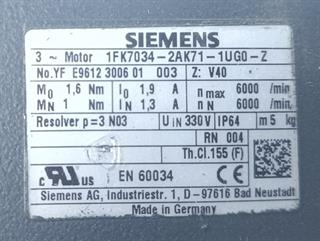 SIEMENS
3 ~ Motor 1FK7034-2AK71-1UG0-Z
No.YF E9612 3006 01 003 Z: V40
M0 1,6 Nm I0 1,9 A n max 6000 /min
MN 1 Nm IN 1,3 A nN 6000 /min
Resolver p=3 N03 UIN 330 V IP64 m 5 kg
RN 004
Th.Cl.155 (F)
c RU us EN 60034
Siemens AG, Industriestr. 1, D-97616 Bad Neustadt
Made in Germany